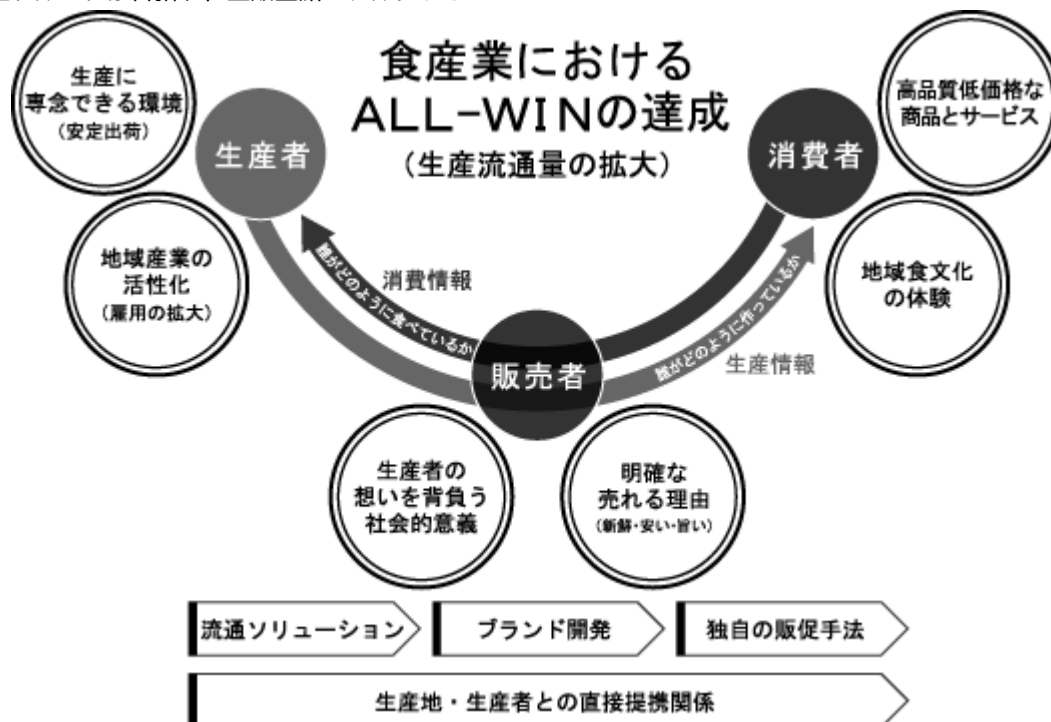 食産業における
ALL-WINの達成
(生産流通量の拡大)
生産に
専念できる環境
(安定出荷)
生産者
地域産業の
活性化
(雇用の拡大)
高品質低価格な
商品とサービス
消費者
地域食文化
の体験
誰がどのように食べているか
消費情報
誰がどのように作っているか
生産情報
販売者
生産者の
想いを背負う
社会的意義
明確な
売れる理由
(新鮮・安い・旨い)
流通ソリューション
ブランド開発
独自の販促手法
生産地・生産者との直接提携関係